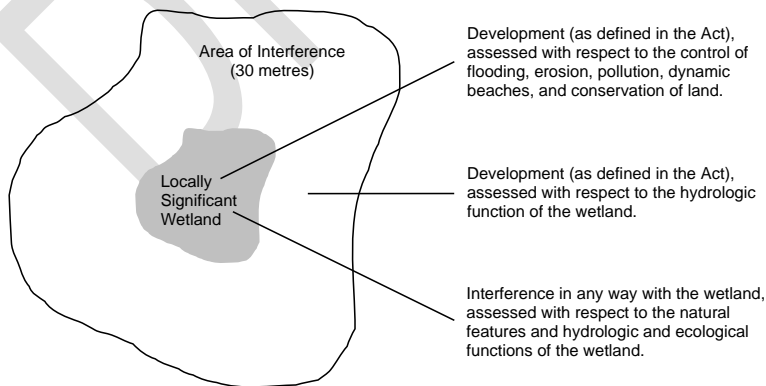 Area of Interference
(30 metres)
Locally
Significant
Wetland
Development (as defined in the Act),
assessed with respect to the control of
flooding, erosion, pollution, dynamic
beaches, and conservation of land.
Development (as defined in the Act),
assessed with respect to the hydrologic
function of the wetland.
Interference in any way with the wetland,
assessed with respect to the natural
features and hydrologic and ecological
functions of the wetland.